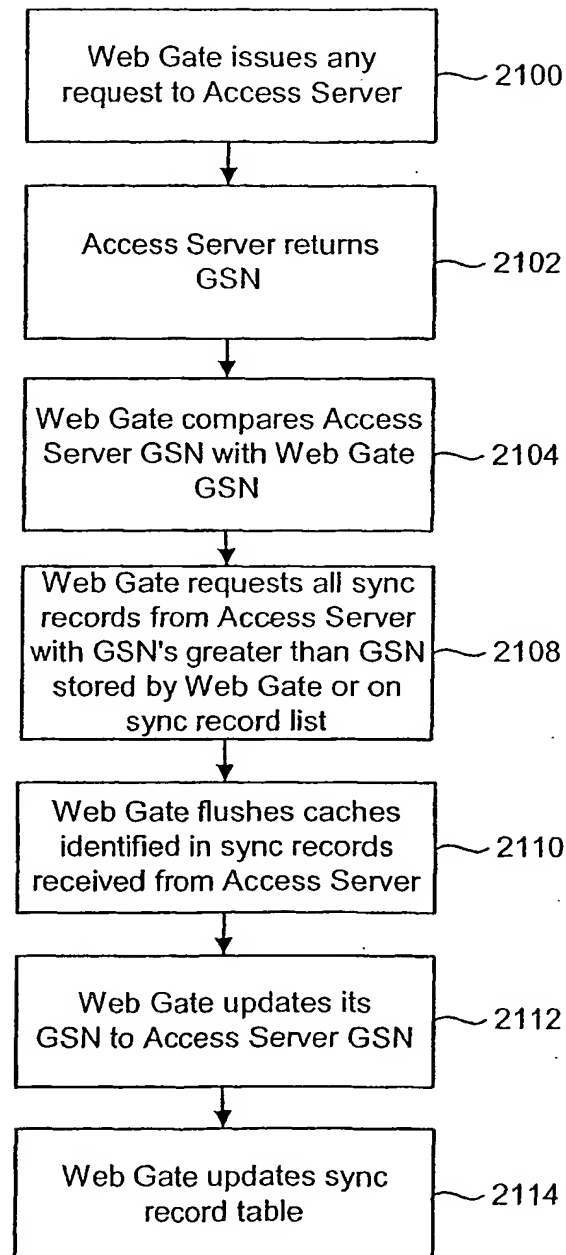 Web Gate issues any
request to Access Server
2100
Access Server returns
GSN
2102
Web Gate compares Access
Server GSN with Web Gate
GSN
2104
Web Gate requests all sync
records from Access Server
with GSN's greater than GSN
stored by Web Gate or on
sync record list
2108
Web Gate flushes caches
identified in sync records
received from Access Server
2110
Web Gate updates its
GSN to Access Server GSN
2112
Web Gate updates sync
record table
2114